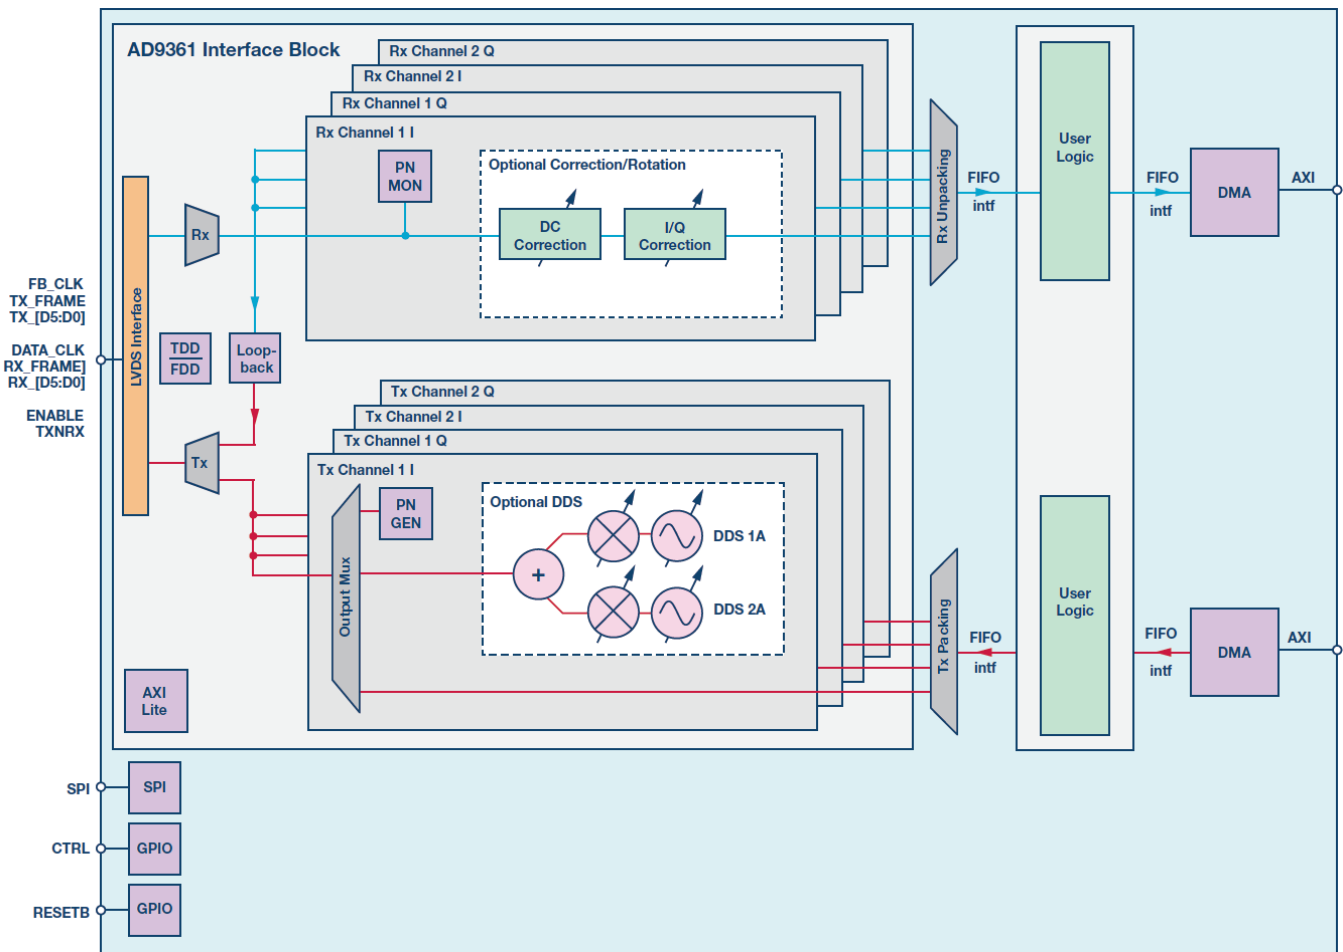 AD9361 Interface Block
Rx Channel 2 Q
Rx Channel 2 I
Rx Channel 1 Q
Rx Channel 1 I
PN
MON
Optional Correction/Rotation
DC
Correction
I/Q
Correction
Rx
Rx Unpacking
FIFO
intf
User
Logic
FIFO
intf
DMA
AXI
FB_CLK
TX_FRAME
TX_[D5:D0]
DATA_CLK
RX_FRAME]
RX_[D5:D0]
ENABLE
TXNRX
LVDS Interface
TDD
FDD
Loop-
back
Tx
Tx Channel 2 Q
Tx Channel 2 I
Tx Channel 1 Q
Tx Channel 1 I
Output Mux
PN
GEN
Optional DDS
+
DDS 1A
DDS 2A
Tx Packing
FIFO
intf
User
Logic
FIFO
intf
DMA
AXI
AXI
Lite
SPI
SPI
CTRL
GPIO
RESETB
GPIO